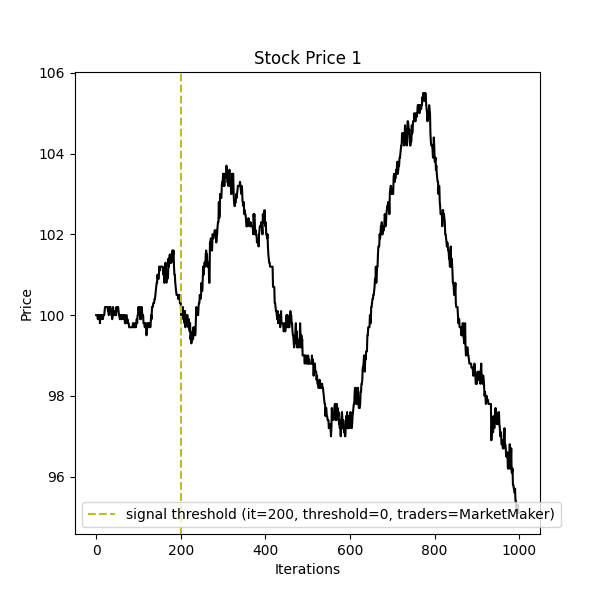 Stock Price 1
106
104
102
100
98
96
Price
signal threshold (it=200, threshold=0, traders=MarketMaker)
0 200 400 600 800 1000
Iterations